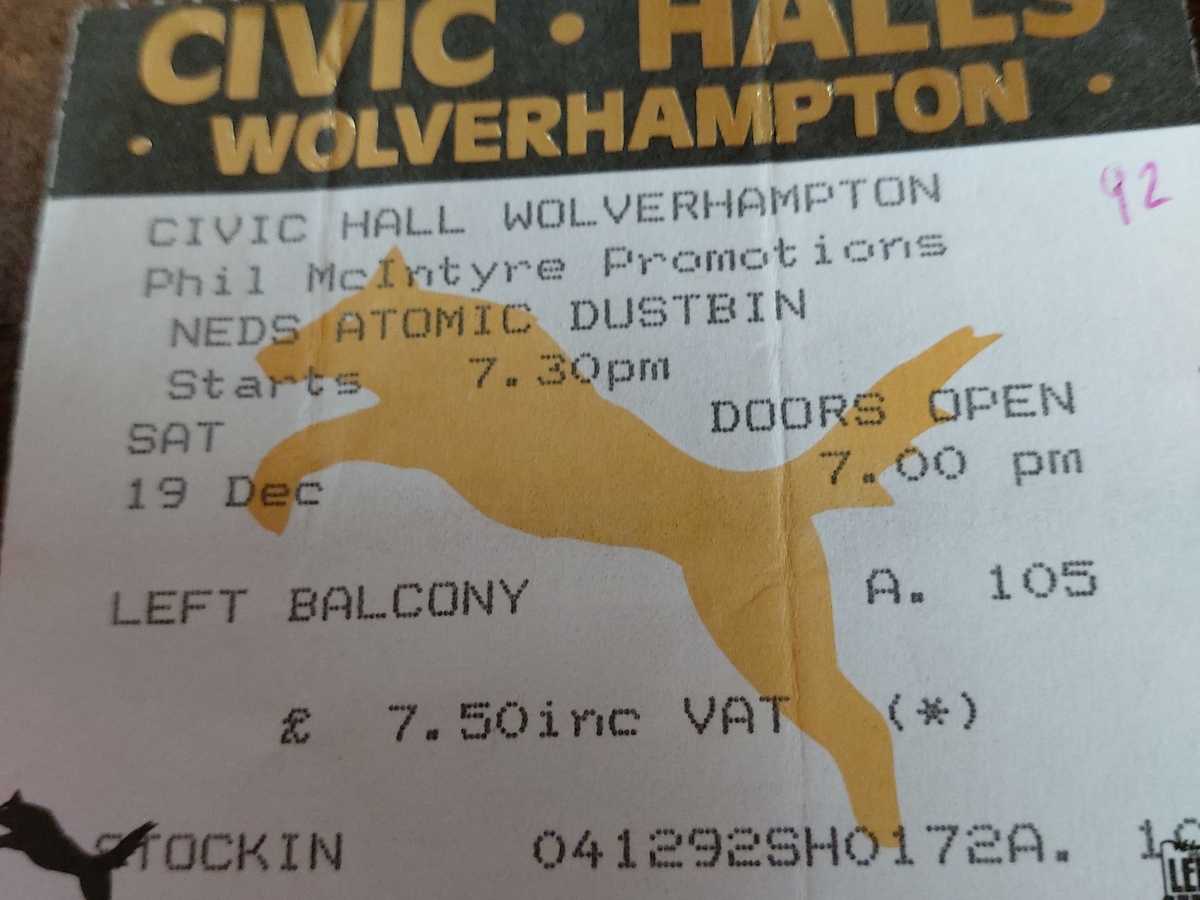 CIVIC · HALLS
· WOLVERHAMPTON ·
92
CIVIC HALL WOLVERHAMPTON
Phil McIntyre Promotions
NEDS ATOMIC DUSTBIN
Starts 7.30pm
DOORS OPEN
SAT
7.00 pm
19 Dec
LEFT BALCONY A. 105
£ 7.50inc VAT (*)
STOCKIN 041292SH0172A.